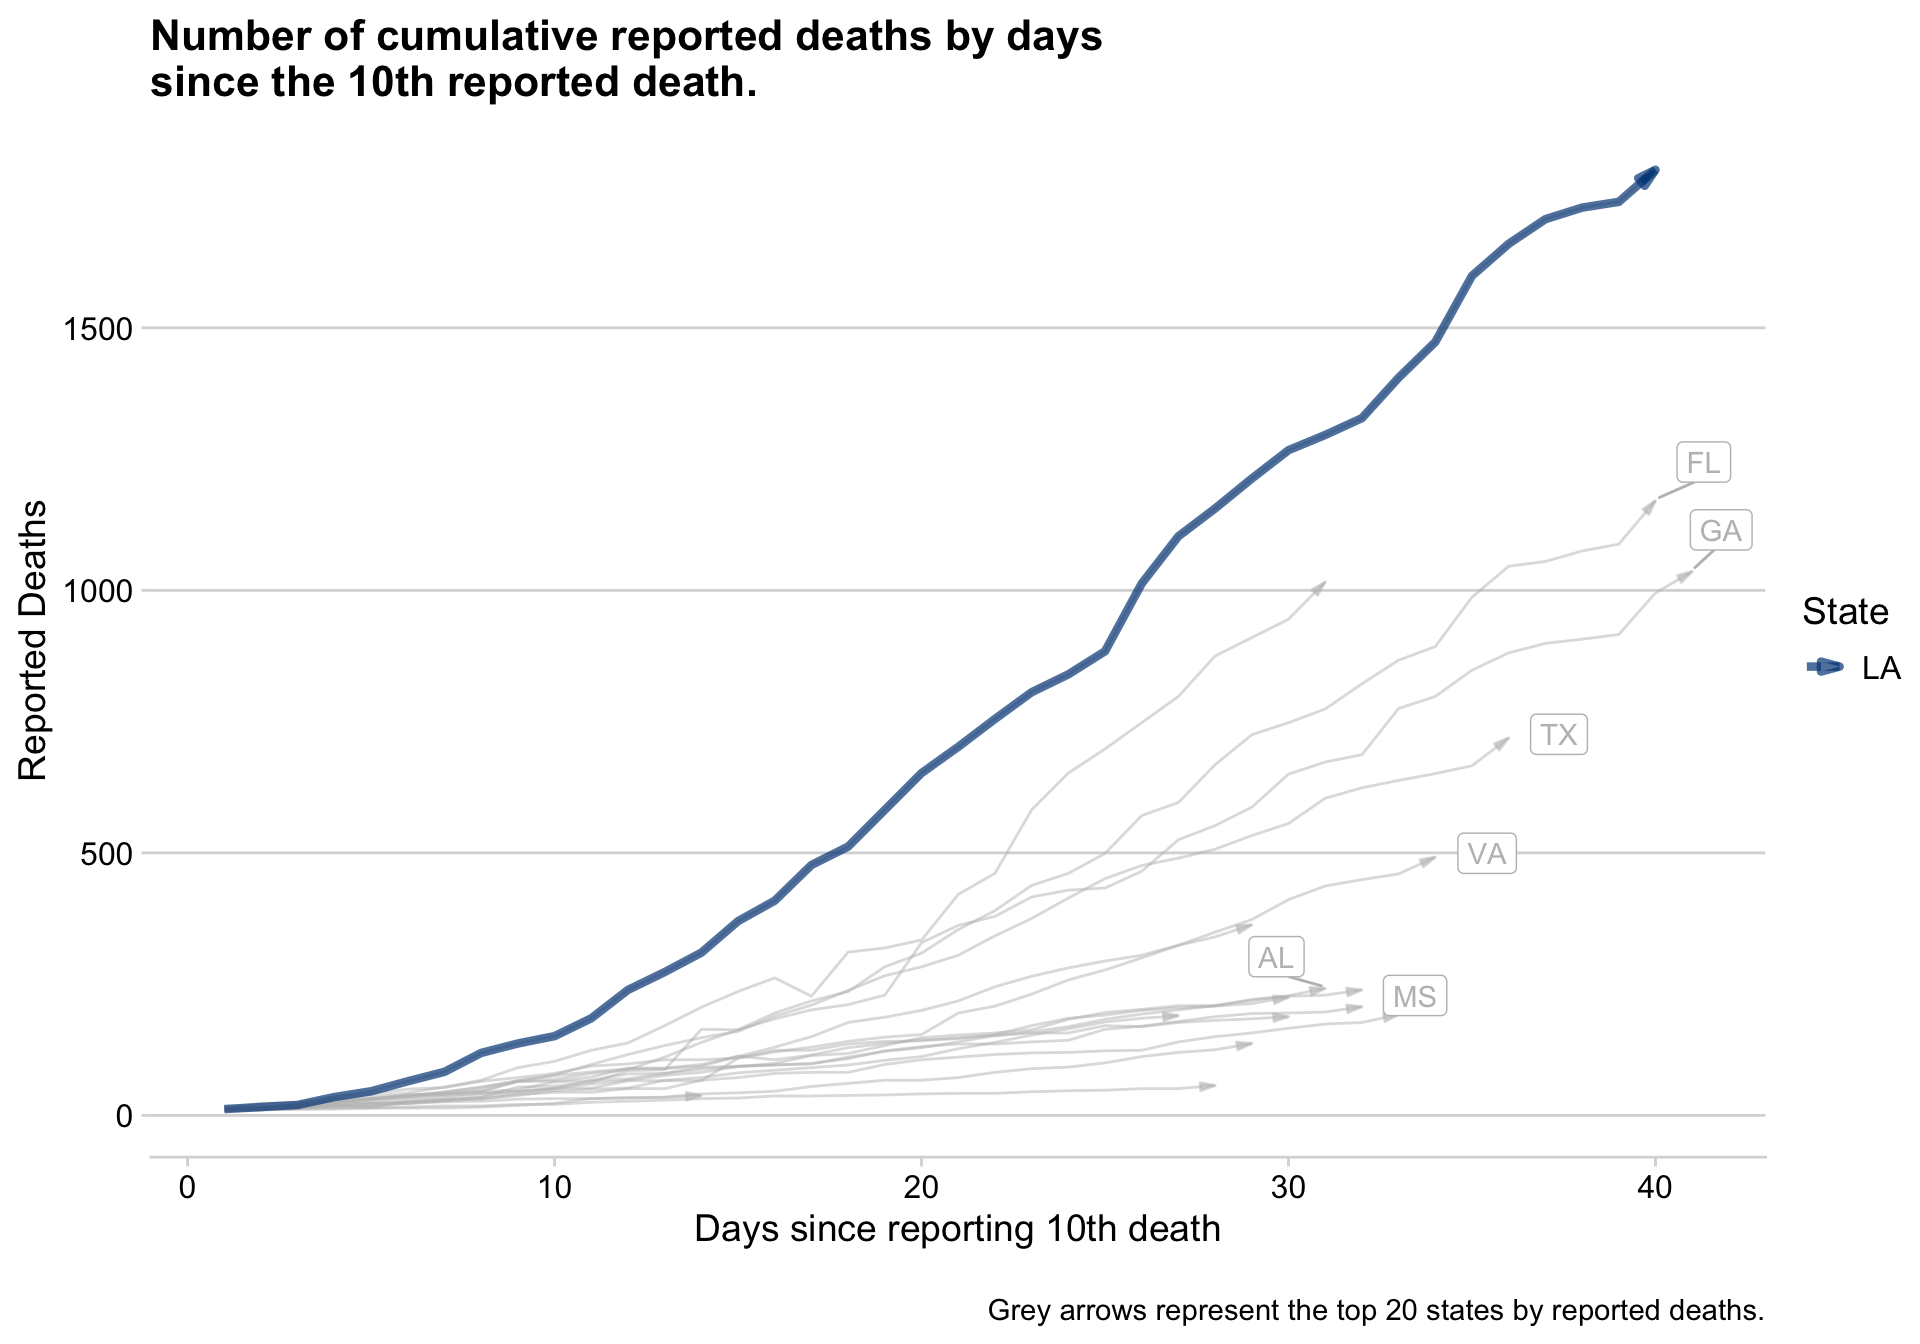 Number of cumulative reported deaths by days
since the 10th reported death.
Reported Deaths
1500
1000
500
0
FL
GA
TX
VA
AL
MS
State
LA
0 10 20 30 40
Days since reporting 10th death
Grey arrows represent the top 20 states by reported deaths.